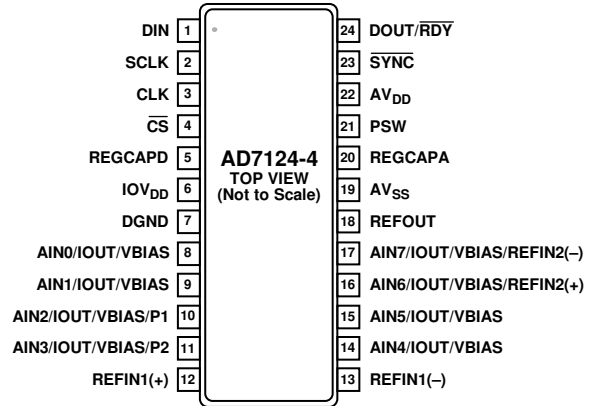 DIN 1
SCLK 2
CLK 3
CS 4
REGCAPD 5
IOVDD 6
DGND 7
AIN0/IOUT/VBIAS 8
AIN1/IOUT/VBIAS 9
AIN2/IOUT/VBIAS/P1 10
AIN3/IOUT/VBIAS/P2 11
REFIN1(+) 12
AD7124-4
TOP VIEW
(Not to Scale)
24 DOUT/RDY
23 SYNC
22 AVDD
21 PSW
20 REGCAPA
19 AVSS
18 REFOUT
17 AIN7/IOUT/VBIAS/REFIN2(–)
16 AIN6/IOUT/VBIAS/REFIN2(+)
15 AIN5/IOUT/VBIAS
14 AIN4/IOUT/VBIAS
13 REFIN1(–)